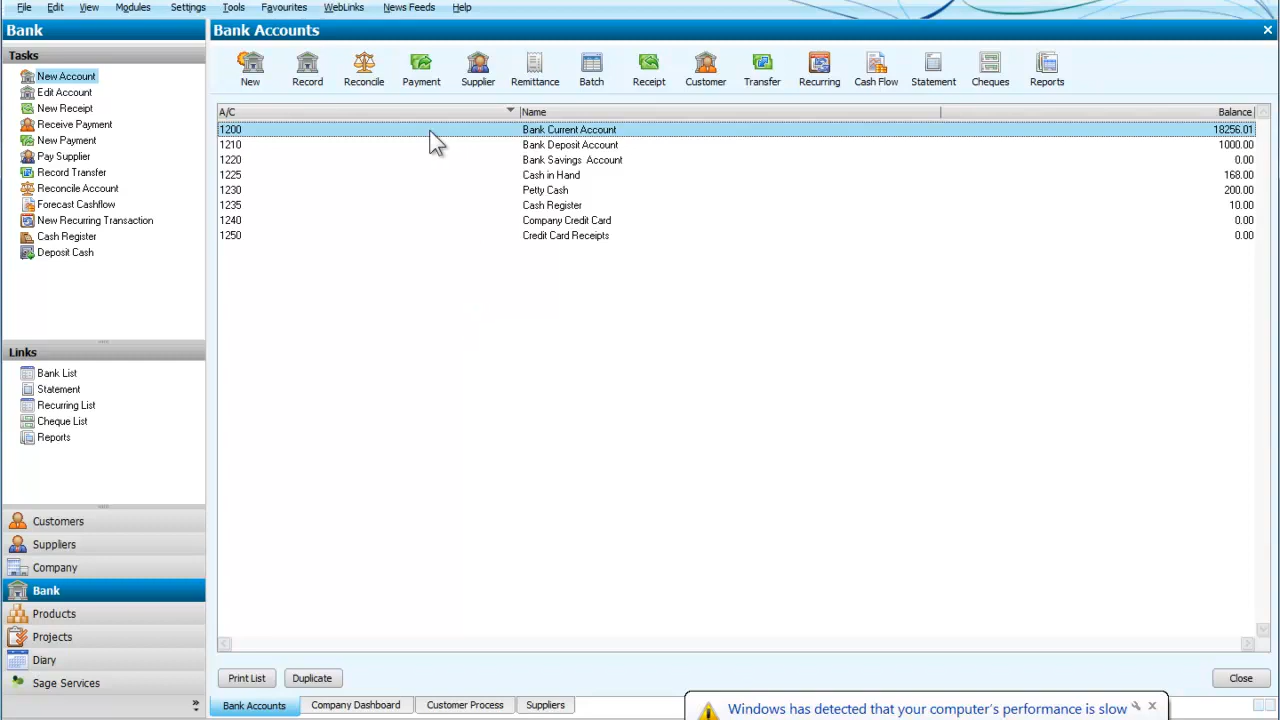 File Edit View Modules Settings Tools Favourites WebLinks News Feeds Help
Bank
Tasks
New Account
Edit Account
New Receipt
Receive Payment
New Payment
Pay Supplier
Record Transfer
Reconcile Account
Forecast Cashflow
New Recurring Transaction
Cash Register
Deposit Cash
Links
Bank List
Statement
Recurring List
Cheque List
Reports
Customers
Suppliers
Company
Bank
Products
Projects
Diary
Sage Services
Bank Accounts
New Record Reconcile Payment Supplier Remittance Batch Receipt Customer Transfer Recurring Cash Flow Statement Cheques Reports
A/C Name Balance
1200 Bank Current Account 18256.01
1210 Bank Deposit Account 1000.00
1220 Bank Savings Account 0.00
1225 Cash in Hand 168.00
1230 Petty Cash 200.00
1235 Cash Register 10.00
1240 Company Credit Card 0.00
1250 Credit Card Receipts 0.00
Print List Duplicate Close
Bank Accounts Company Dashboard Customer Process Suppliers
Windows has detected that your computer's performance is slow